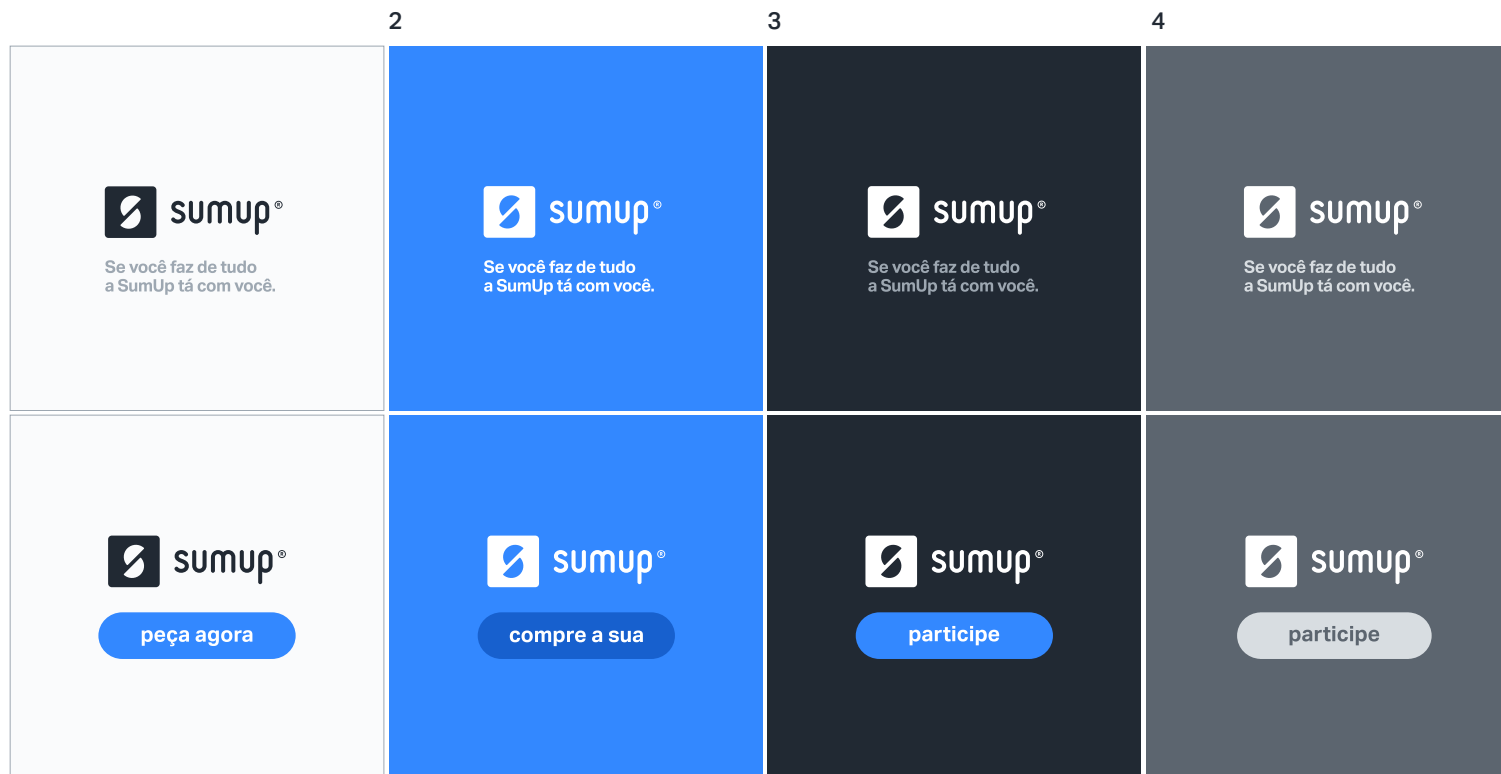 2
3
4
sumup®
Se você faz de tudo
a SumUp tá com você.
sumup®
Se você faz de tudo
a SumUp tá com você.
sumup®
Se você faz de tudo
a SumUp tá com você.
sumup®
Se você faz de tudo
a SumUp tá com você.
sumup®
peça agora
sumup®
compre a sua
sumup®
participe
sumup®
participe